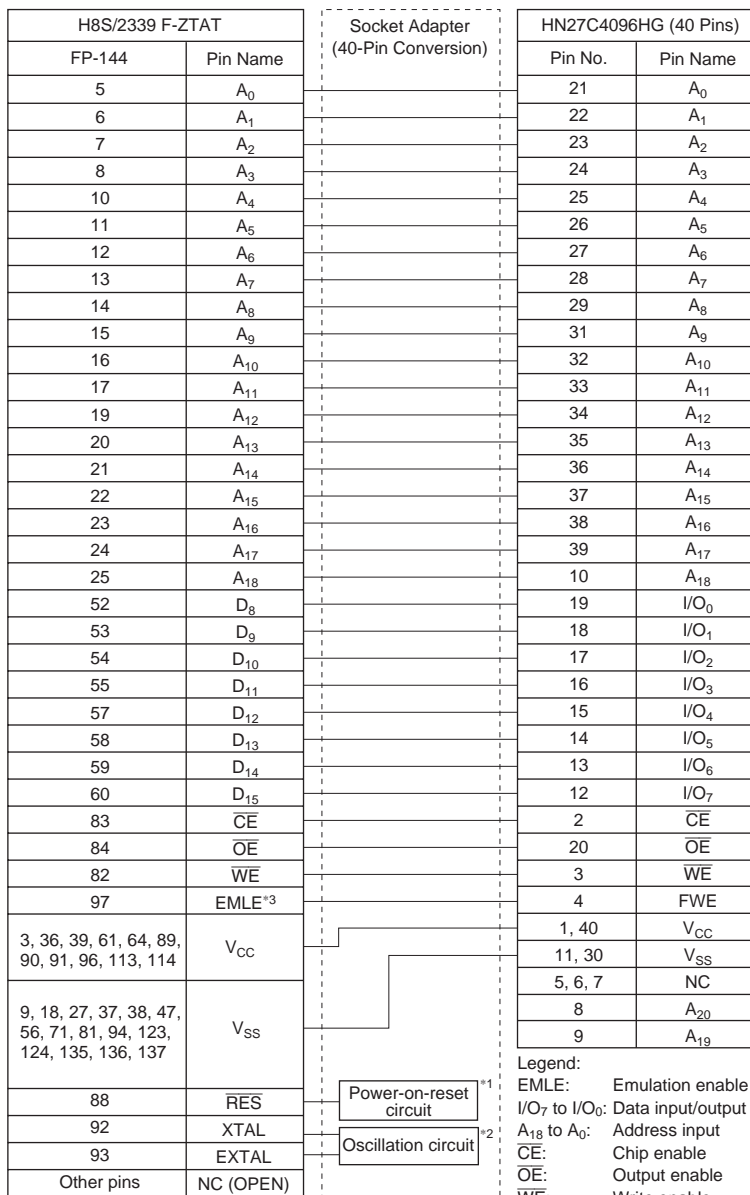 H8S/2339 F-ZTAT
FP-144 Pin Name
5 A0
6 A1
7 A2
8 A3
10 A4
11 A5
12 A6
13 A7
14 A8
15 A9
16 A10
17 A11
19 A12
20 A13
21 A14
22 A15
23 A16
24 A17
25 A18
52 D8
53 D9
54 D10
55 D11
57 D12
58 D13
59 D14
60 D15
83 C̅E̅
84 O̅E̅
82 W̅E̅
97 EMLE*3
3, 36, 39, 61, 64, 89,
90, 91, 96, 113, 114
VCC
9, 18, 27, 37, 38, 47,
56, 71, 81, 94, 123,
124, 135, 136, 137
VSS
88 R̅E̅S̅
92 XTAL
93 EXTAL
Other pins NC (OPEN)
Socket Adapter
(40-Pin Conversion)
Power-on-reset
circuit
*1
Oscillation circuit
*2
HN27C4096HG (40 Pins)
Pin No. Pin Name
21 A0
22 A1
23 A2
24 A3
25 A4
26 A5
27 A6
28 A7
29 A8
31 A9
32 A10
33 A11
34 A12
35 A13
36 A14
37 A15
38 A16
39 A17
10 A18
19 I/O0
18 I/O1
17 I/O2
16 I/O3
15 I/O4
14 I/O5
13 I/O6
12 I/O7
2 C̅E̅
20 O̅E̅
3 W̅E̅
4 FWE
1, 40 VCC
11, 30 VSS
5, 6, 7 NC
8 A20
9 A19
Legend:
EMLE: Emulation enable
I/O7 to I/O0: Data input/output
A18 to A0: Address input
C̅E̅: Chip enable
O̅E̅: Output enable
W̅E̅: Write enable